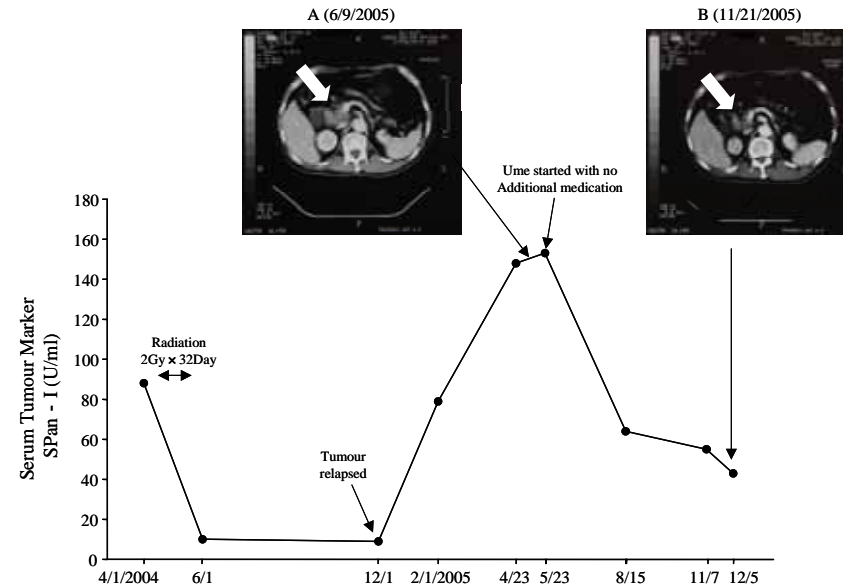 A (6/9/2005)
B (11/21/2005)
Ume started with no
Additional medication
180
160
140
120
100
80
60
40
20
0
Serum Tumour Marker
SPan - I (U/ml)
Radiation
2Gy × 32Day
Tumour
relapsed
4/1/2004 6/1 12/1 2/1/2005 4/23 5/23 8/15 11/7 12/5